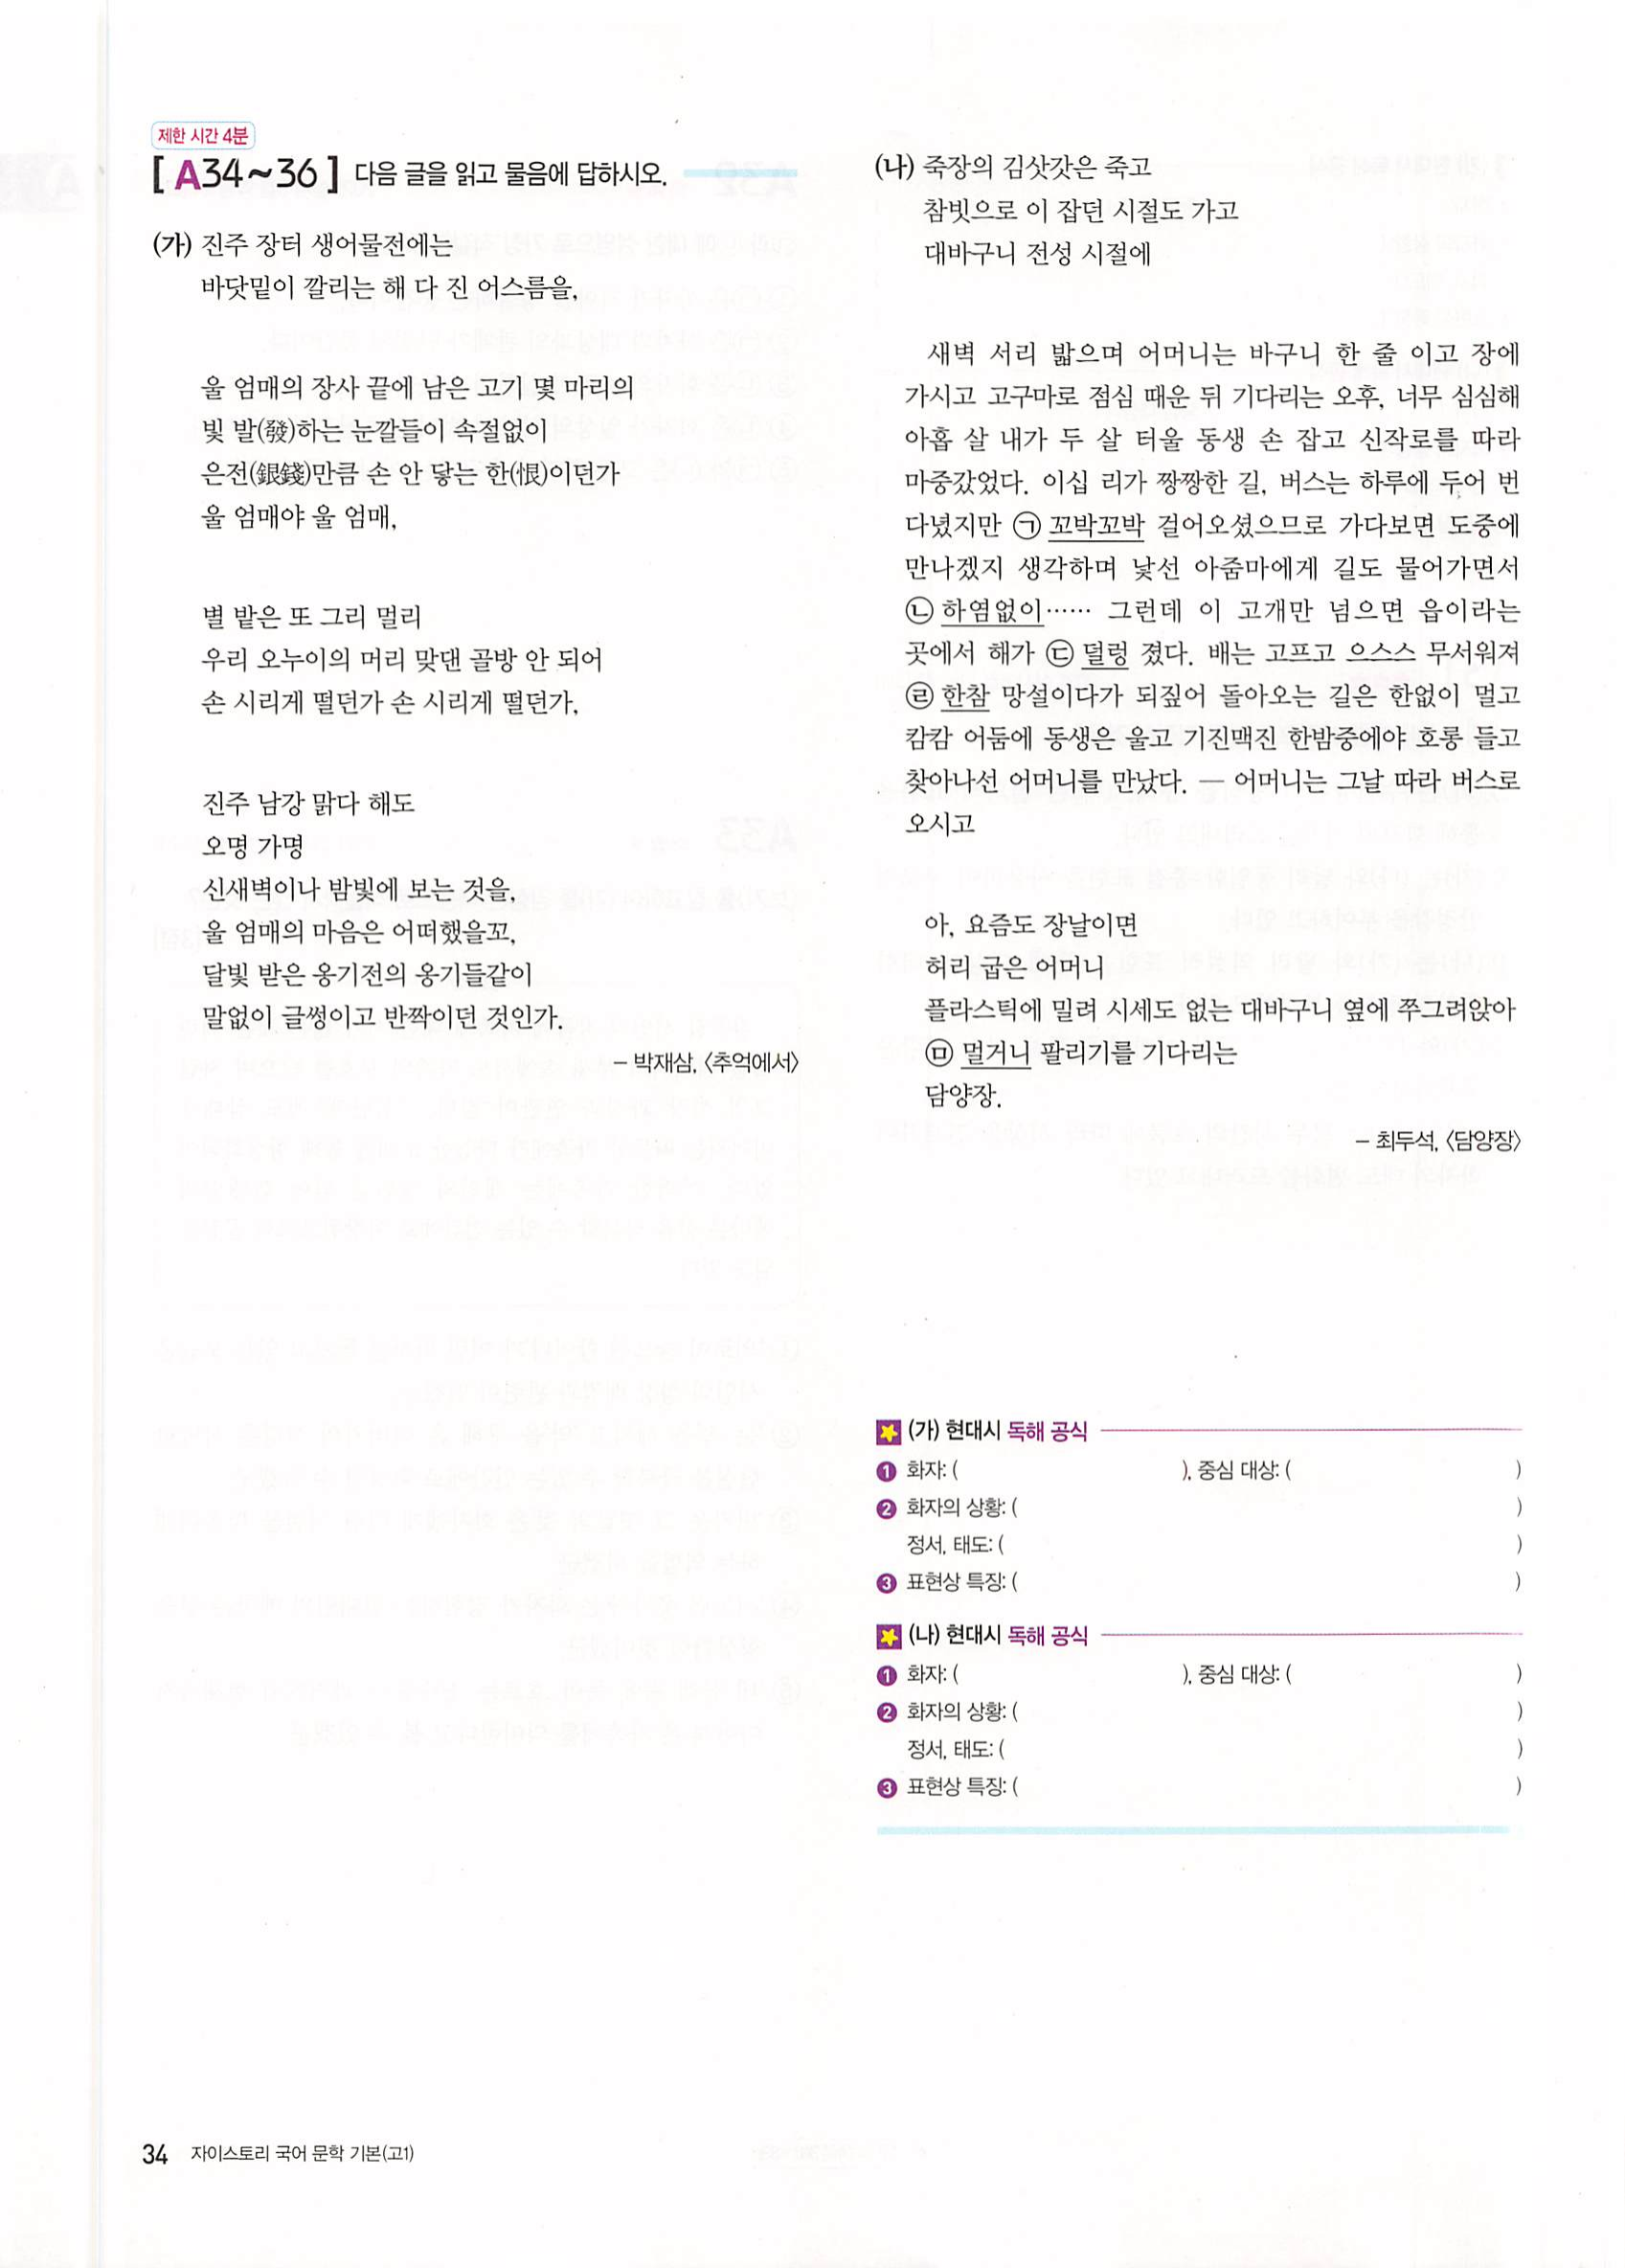 제한 시간 4분
[ A34~36 ] 다음 글을 읽고 물음에 답하시오.
(가) 진주 장터 생어물전에는
바닷밑이 깔리는 해 다 진 어스름을,
울 엄매의 장사 끝에 남은 고기 몇 마리의
빛 발(發)하는 눈깔들이 속절없이
은전(銀錢)만큼 손 안 닿는 한(恨)이던가
울 엄매야 울 엄매,
별 밭은 또 그리 멀리
우리 오누이의 머리 맞댄 골방 안 되어
손 시리게 떨던가 손 시리게 떨던가,
진주 남강 맑다 해도
오명 가명
신새벽이나 밤빛에 보는 것을,
울 엄매의 마음은 어떠했을꼬,
달빛 받은 옹기전의 옹기들같이
말없이 글썽이고 반짝이던 것인가.
– 박재삼, 〈추억에서〉
(나) 죽장의 김삿갓은 죽고
참빗으로 이 잡던 시절도 가고
대바구니 전성 시절에
새벽 서리 밟으며 어머니는 바구니 한 줄 이고 장에
가시고 고구마로 점심 때운 뒤 기다리는 오후, 너무 심심해
아홉 살 내가 두 살 터울 동생 손 잡고 신작로를 따라
마중갔었다. 이십 리가 짱짱한 길, 버스는 하루에 두어 번
다녔지만 ㉠ 꼬박꼬박 걸어오셨으므로 가다보면 도중에
만나겠지 생각하며 낯선 아줌마에게 길도 물어가면서
㉡ 하염없이…… 그런데 이 고개만 넘으면 읍이라는
곳에서 해가 ㉢ 덜렁 졌다. 배는 고프고 으스스 무서워져
㉣ 한참 망설이다가 되짚어 돌아오는 길은 한없이 멀고
캄캄 어둠에 동생은 울고 기진맥진 한밤중에야 호롱 들고
찾아나선 어머니를 만났다. ― 어머니는 그날 따라 버스로
오시고
아, 요즘도 장날이면
허리 굽은 어머니
플라스틱에 밀려 시세도 없는 대바구니 옆에 쭈그려앉아
㉤ 멀거니 팔리기를 기다리는
담양장.
– 최두석, 〈담양장〉
(가) 현대시 독해 공식
❶ 화자: ( ), 중심 대상: ( )
❷ 화자의 상황: ( )
정서, 태도: ( )
❸ 표현상 특징: ( )
(나) 현대시 독해 공식
❶ 화자: ( ), 중심 대상: ( )
❷ 화자의 상황: ( )
정서, 태도: ( )
❸ 표현상 특징: ( )
34 자이스토리 국어 문학 기본(고1)